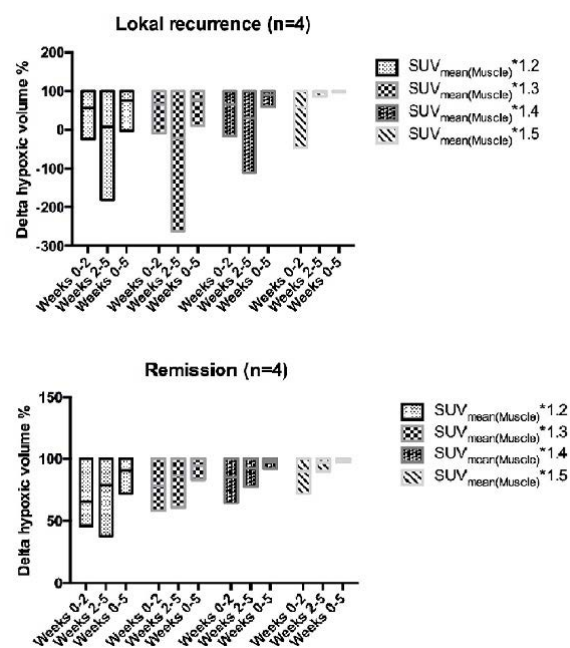 Lokal recurrence (n=4)
Delta hypoxic volume %
200
100
0
-100
-200
-300
Weeks 0-2
Weeks 2-5
Weeks 0-5
Weeks 0-2
Weeks 2-5
Weeks 0-5
Weeks 0-2
Weeks 2-5
Weeks 0-5
Weeks 0-2
Weeks 2-5
Weeks 0-5
SUVmean(Muscle)*1.2
SUVmean(Muscle)*1.3
SUVmean(Muscle)*1.4
SUVmean(Muscle)*1.5
Remission (n=4)
Delta hypoxic volume %
150
100
50
0
Weeks 0-2
Weeks 2-5
Weeks 0-5
Weeks 0-2
Weeks 2-5
Weeks 0-5
Weeks 0-2
Weeks 2-5
Weeks 0-5
Weeks 0-2
Weeks 2-5
Weeks 0-5
SUVmean(Muscle)*1.2
SUVmean(Muscle)*1.3
SUVmean(Muscle)*1.4
SUVmean(Muscle)*1.5